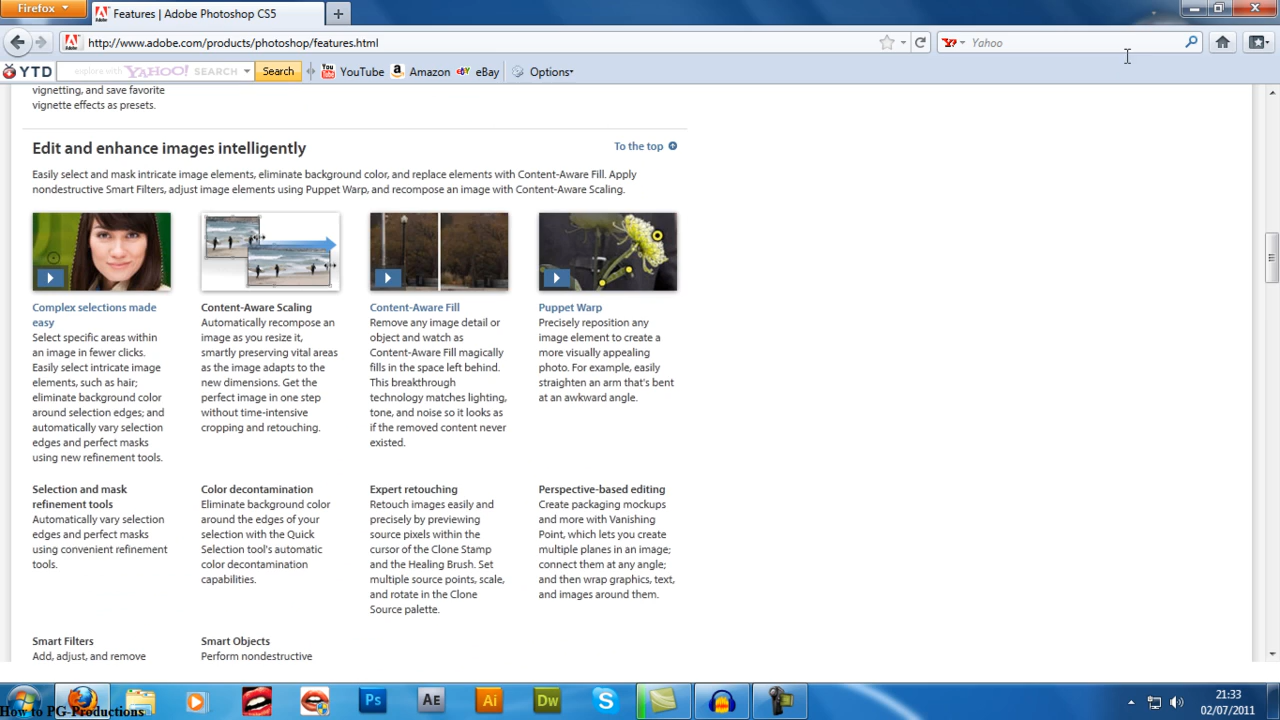 Firefox
Features | Adobe Photoshop CS5
http://www.adobe.com/products/photoshop/features.html
Yahoo
YTD
explore with YAHOO! SEARCH
Search
YouTube
Amazon
eBay
Options
vignetting, and save favorite
vignette effects as presets.
Edit and enhance images intelligently
To the top
Easily select and mask intricate image elements, eliminate background color, and replace elements with Content-Aware Fill. Apply
nondestructive Smart Filters, adjust image elements using Puppet Warp, and recompose an image with Content-Aware Scaling.
Complex selections made
easy
Select specific areas within
an image in fewer clicks.
Easily select intricate image
elements, such as hair;
eliminate background color
around selection edges; and
automatically vary selection
edges and perfect masks
using new refinement tools.
Content-Aware Scaling
Automatically recompose an
image as you resize it,
smartly preserving vital areas
as the image adapts to the
new dimensions. Get the
perfect image in one step
without time-intensive
cropping and retouching.
Content-Aware Fill
Remove any image detail or
object and watch as
Content-Aware Fill magically
fills in the space left behind.
This breakthrough
technology matches lighting,
tone, and noise so it looks as
if the removed content never
existed.
Puppet Warp
Precisely reposition any
image element to create a
more visually appealing
photo. For example, easily
straighten an arm that's bent
at an awkward angle.
Selection and mask
refinement tools
Automatically vary selection
edges and perfect masks
using convenient refinement
tools.
Color decontamination
Eliminate background color
around the edges of your
selection with the Quick
Selection tool's automatic
color decontamination
capabilities.
Expert retouching
Retouch images easily and
precisely by previewing
source pixels within the
cursor of the Clone Stamp
and the Healing Brush. Set
multiple source points, scale,
and rotate in the Clone
Source palette.
Perspective-based editing
Create packaging mockups
and more with Vanishing
Point, which lets you create
multiple planes in an image;
connect them at any angle;
and then wrap graphics, text,
and images around them.
Smart Filters
Add, adjust, and remove
Smart Objects
Perform nondestructive
Ps
AE
Ai
Dw
21:33
02/07/2011
How to PG-Productions